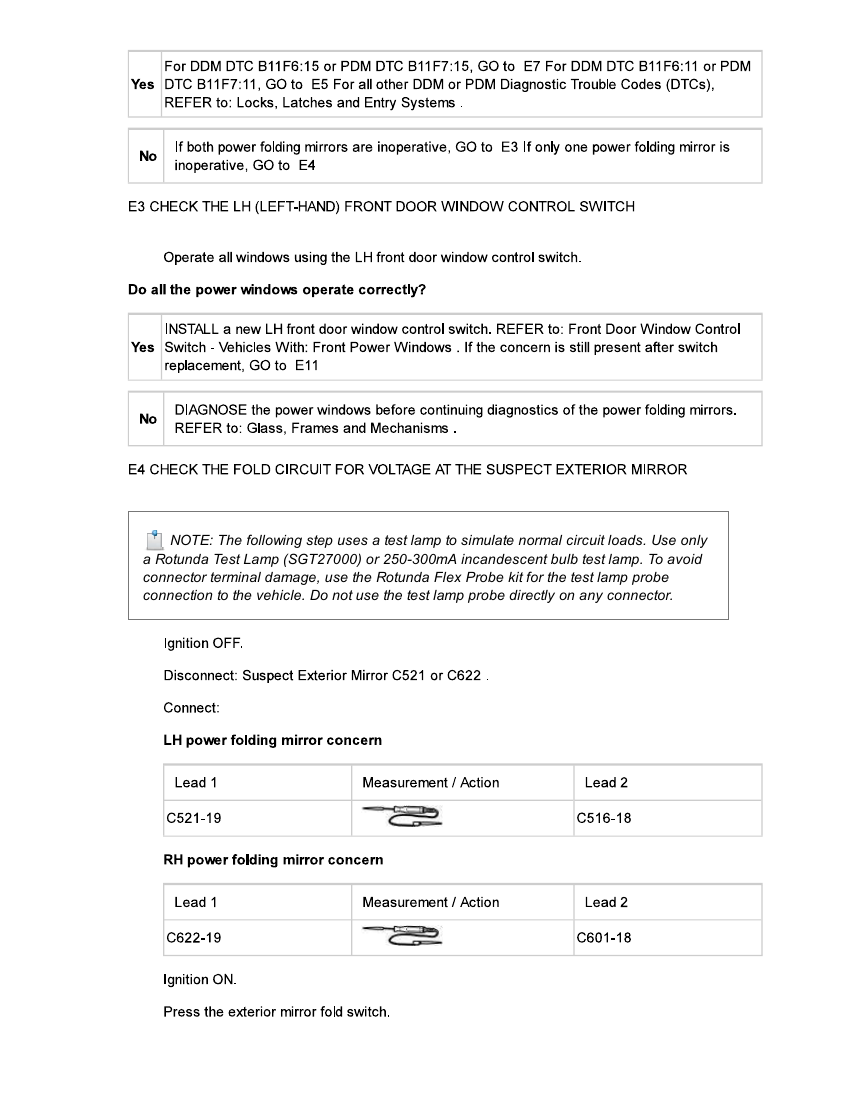 For DDM DTC B11F6:15 or PDM DTC B11F7:15, GO to E7 For DDM DTC B11F6:11 or PDM
Yes DTC B11F7:11, GO to E5 For all other DDM or PDM Diagnostic Trouble Codes (DTCs),
REFER to: Locks, Latches and Entry Systems .
If both power folding mirrors are inoperative, GO to E3 If only one power folding mirror is
No
inoperative, GO to E4
E3 CHECK THE LH (LEFT-HAND) FRONT DOOR WINDOW CONTROL SWITCH
Operate all windows using the LH front door window control switch.
Do all the power windows operate correctly?
INSTALL a new LH front door window control switch. REFER to: Front Door Window Control
Yes Switch - Vehicles With: Front Power Windows . If the concern is still present after switch
replacement, GO to E11
DIAGNOSE the power windows before continuing diagnostics of the power folding mirrors.
No
REFER to: Glass, Frames and Mechanisms .
E4 CHECK THE FOLD CIRCUIT FOR VOLTAGE AT THE SUSPECT EXTERIOR MIRROR
NOTE: The following step uses a test lamp to simulate normal circuit loads. Use only
a Rotunda Test Lamp (SGT27000) or 250-300mA incandescent bulb test lamp. To avoid
connector terminal damage, use the Rotunda Flex Probe kit for the test lamp probe
connection to the vehicle. Do not use the test lamp probe directly on any connector.
Ignition OFF.
Disconnect: Suspect Exterior Mirror C521 or C622 .
Connect:
LH power folding mirror concern
Lead 1 Measurement / Action Lead 2
C521-19 C516-18
RH power folding mirror concern
Lead 1 Measurement / Action Lead 2
C622-19 C601-18
Ignition ON.
Press the exterior mirror fold switch.